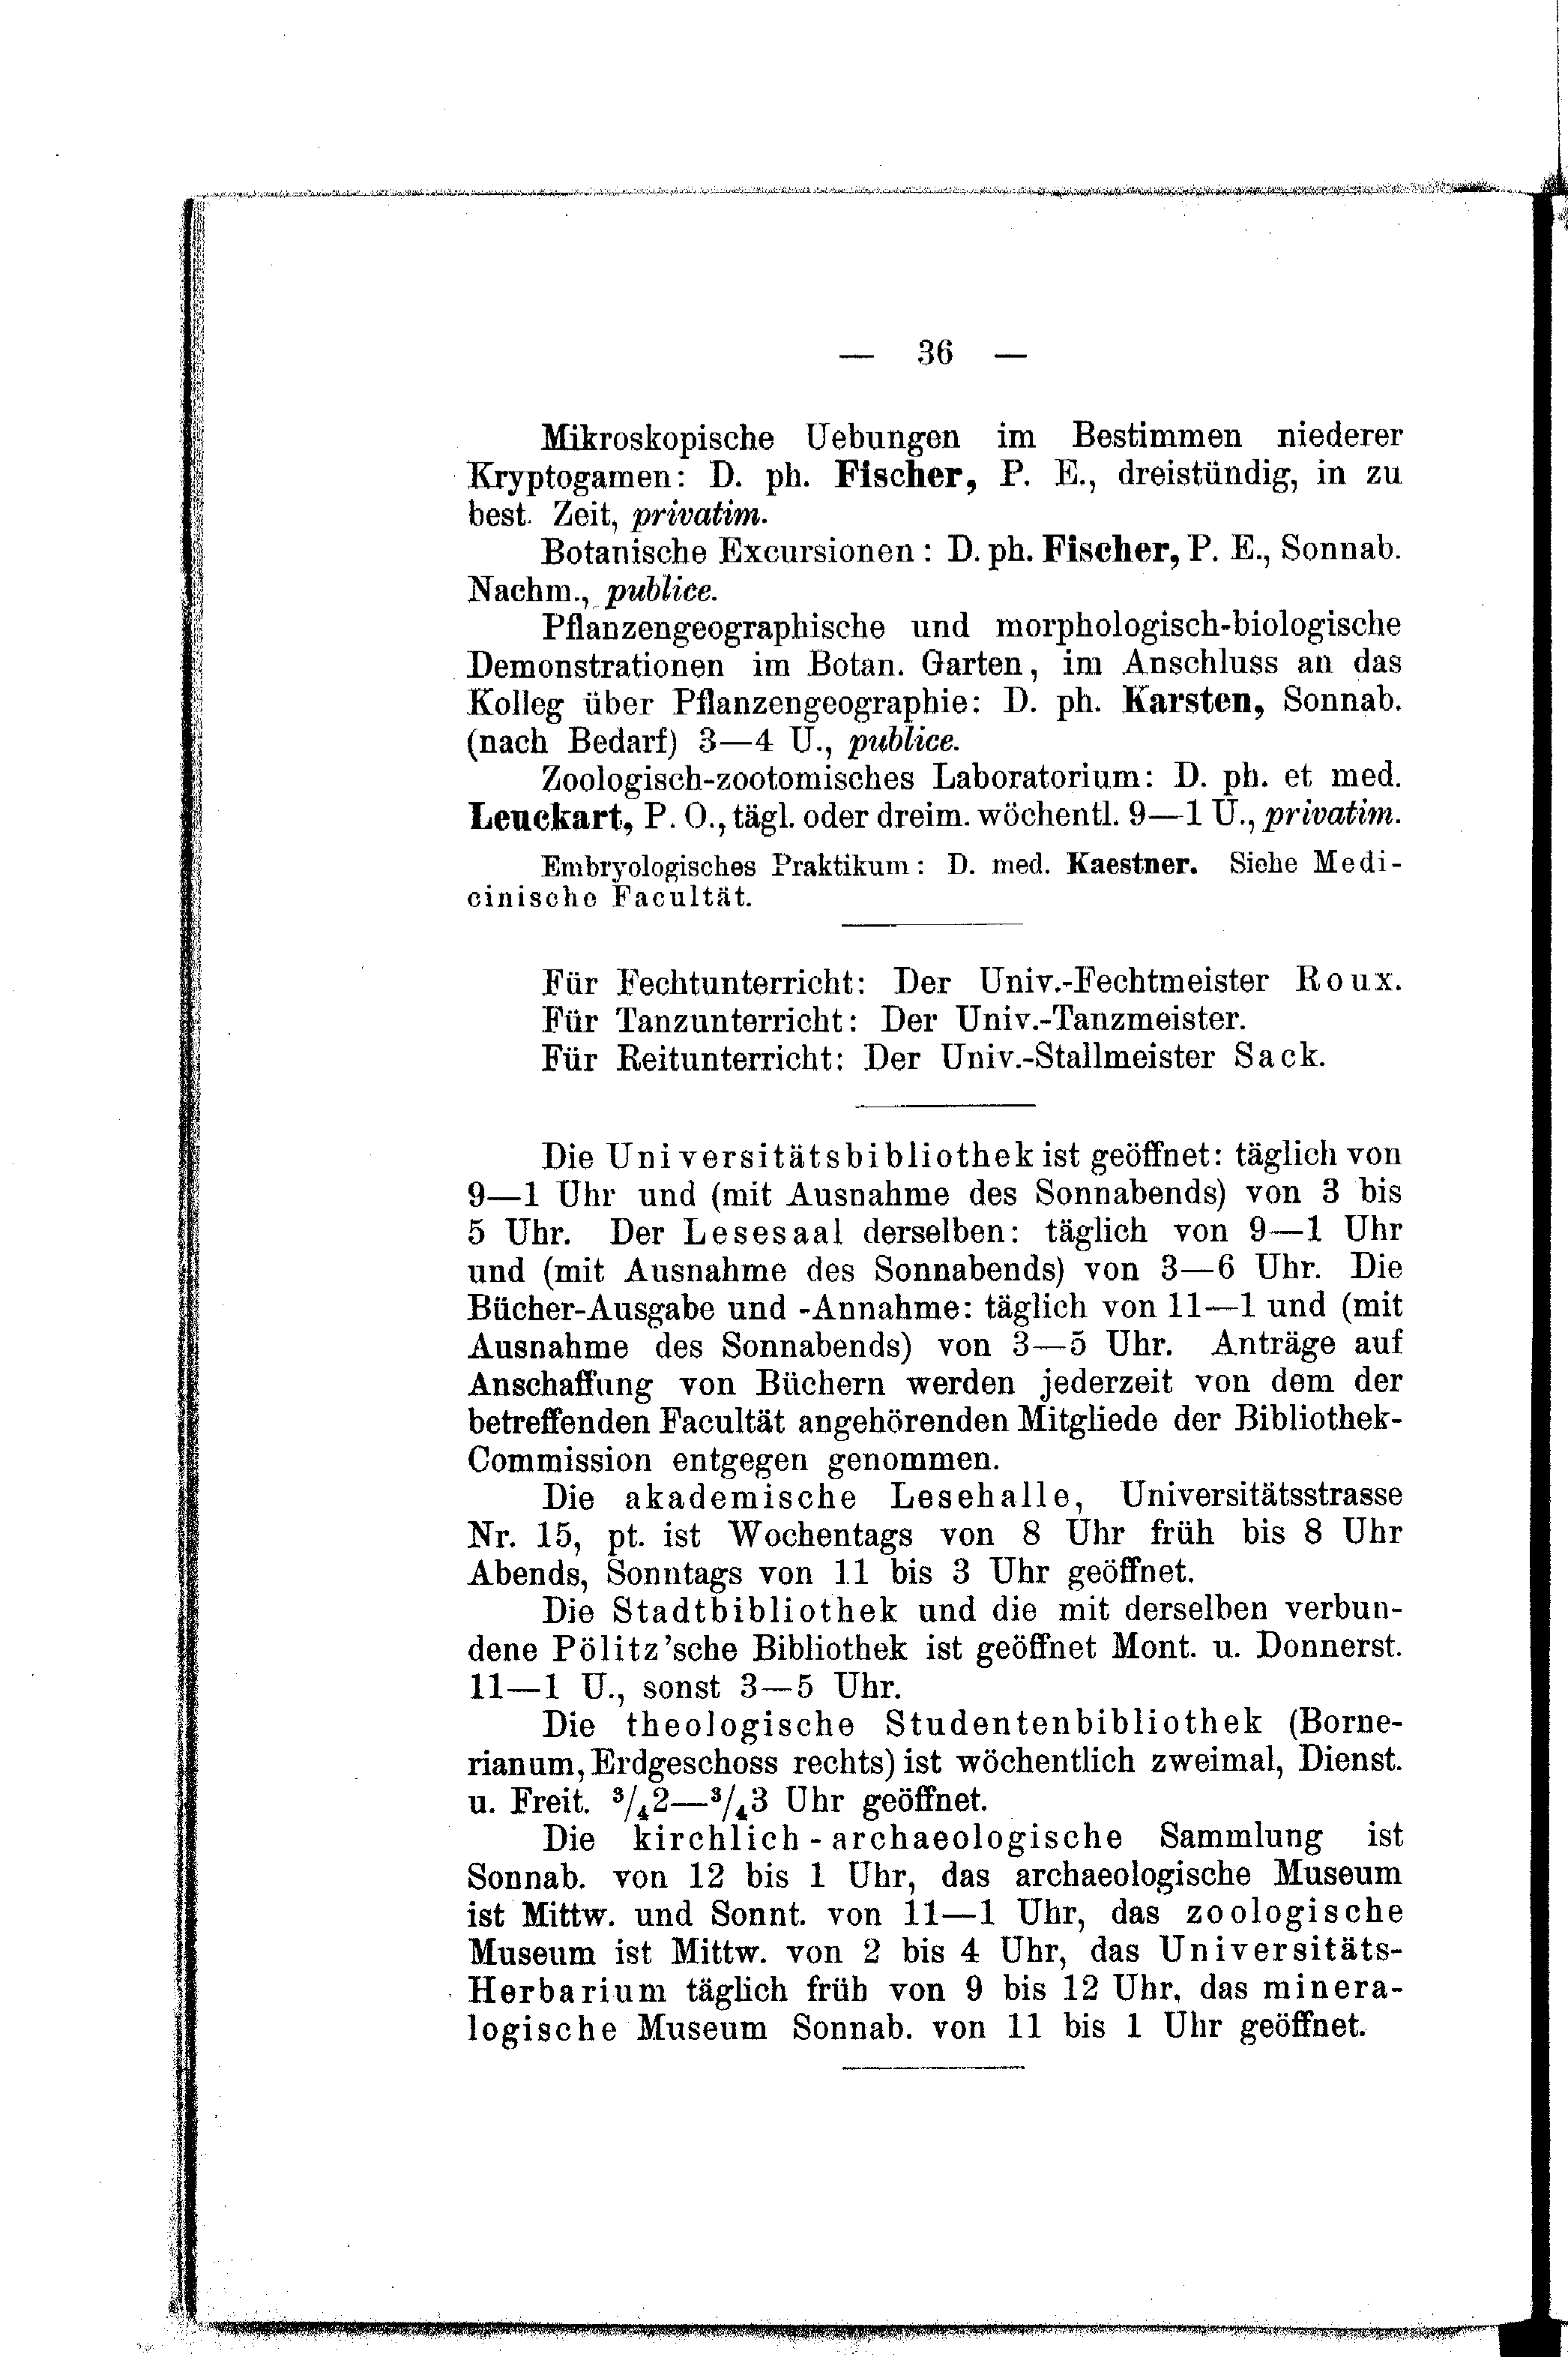 — 36 —
Mikroskopische Uebungen im Bestimmen niederer
Kryptogamen: D. ph. Fischer, P. E., dreistündig, in zu
best. Zeit, privatim.
Botanische Excursionen: D. ph. Fischer, P. E., Sonnab.
Nachm., publice.
Pflanzengeographische und morphologisch-biologische
Demonstrationen im Botan. Garten, im Anschluss an das
Kolleg über Pflanzengeographie: D. ph. Karsten, Sonnab.
(nach Bedarf) 3—4 U., publice.
Zoologisch-zootomisches Laboratorium: D. ph. et med.
Leuckart, P. O., tägl. oder dreim. wöchentl. 9—1 U., privatim.
Embryologisches Praktikum: D. med. Kaestner. Siehe Medi-
cinische Facultät.
Für Fechtunterricht: Der Univ.-Fechtmeister Roux.
Für Tanzunterricht: Der Univ.-Tanzmeister.
Für Reitunterricht: Der Univ.-Stallmeister Sack.
Die Universitätsbibliothek ist geöffnet: täglich von
9—1 Uhr und (mit Ausnahme des Sonnabends) von 3 bis
5 Uhr. Der Lesesaal derselben: täglich von 9—1 Uhr
und (mit Ausnahme des Sonnabends) von 3—6 Uhr. Die
Bücher-Ausgabe und -Annahme: täglich von 11—1 und (mit
Ausnahme des Sonnabends) von 3—5 Uhr. Anträge auf
Anschaffung von Büchern werden jederzeit von dem der
betreffenden Facultät angehörenden Mitgliede der Bibliothek-
Commission entgegen genommen.
Die akademische Lesehalle, Universitätsstrasse
Nr. 15, pt. ist Wochentags von 8 Uhr früh bis 8 Uhr
Abends, Sonntags von 11 bis 3 Uhr geöffnet.
Die Stadtbibliothek und die mit derselben verbun-
dene Pölitz'sche Bibliothek ist geöffnet Mont. u. Donnerst.
11—1 U., sonst 3—5 Uhr.
Die theologische Studentenbibliothek (Borne-
rianum, Erdgeschoss rechts) ist wöchentlich zweimal, Dienst.
u. Freit. 3/42—3/43 Uhr geöffnet.
Die kirchlich-archaeologische Sammlung ist
Sonnab. von 12 bis 1 Uhr, das archaeologische Museum
ist Mittw. und Sonnt. von 11—1 Uhr, das zoologische
Museum ist Mittw. von 2 bis 4 Uhr, das Universitäts-
Herbarium täglich früh von 9 bis 12 Uhr, das minera-
logische Museum Sonnab. von 11 bis 1 Uhr geöffnet.